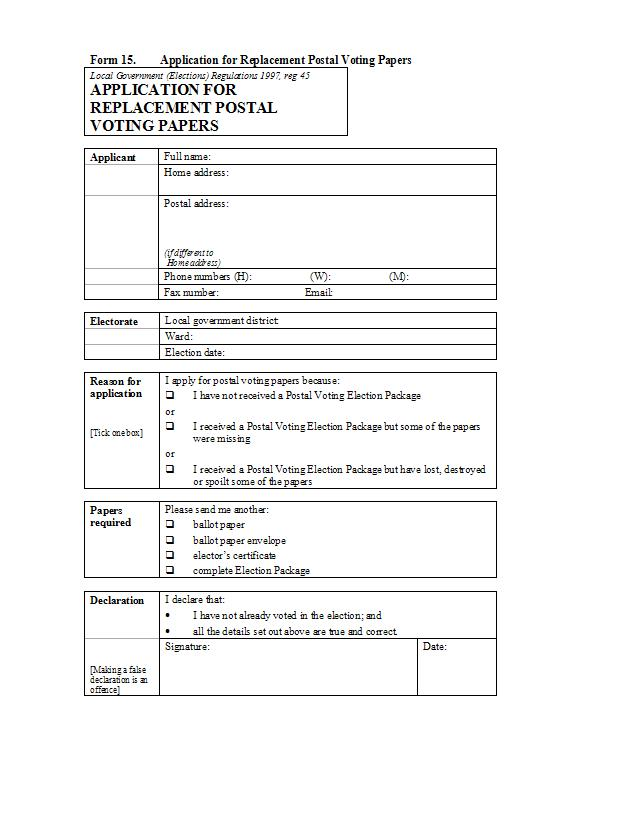 Form 15. Application for Replacement Postal Voting Papers
Local Government (Elections) Regulations 1997, reg 45
APPLICATION FOR
REPLACEMENT POSTAL
VOTING PAPERS
Applicant Full name:
Home address:
Postal address:
(if different to
Home address)
Phone numbers (H): (W): (M):
Fax number: Email:
Electorate Local government district:
Ward:
Election date:
Reason for
application
[Tick one box]
I apply for postal voting papers because:
❑ I have not received a Postal Voting Election Package
or
❑ I received a Postal Voting Election Package but some of the papers
were missing
or
❑ I received a Postal Voting Election Package but have lost, destroyed
or spoilt some of the papers
Papers
required
Please send me another:
❑ ballot paper
❑ ballot paper envelope
❑ elector's certificate
❑ complete Election Package
Declaration I declare that:
• I have not already voted in the election; and
• all the details set out above are true and correct.
[Making a false
declaration is an
offence]
Signature: Date: